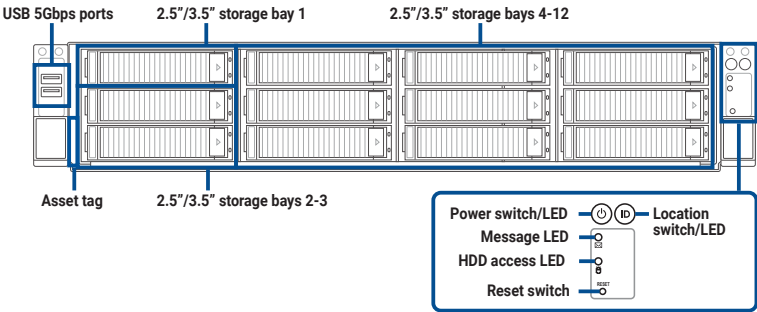 USB 5Gbps ports
2.5”/3.5” storage bay 1
2.5”/3.5” storage bays 4-12
Asset tag
2.5”/3.5” storage bays 2-3
Power switch/LED
ID
Location
switch/LED
Message LED
HDD access LED
RESET
Reset switch